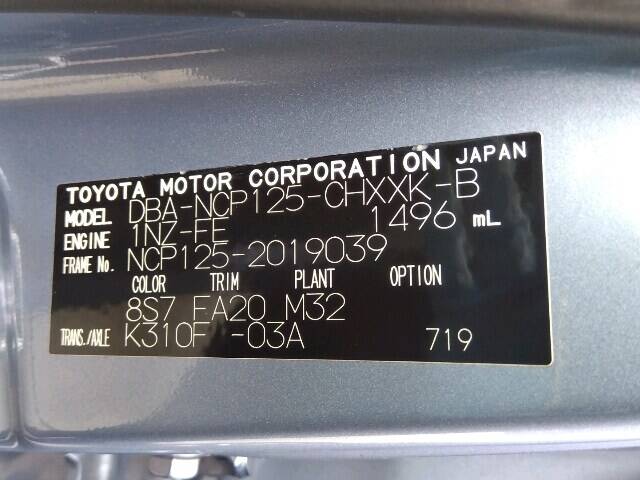 TOYOTA MOTOR CORPORATION JAPAN
MODEL DBA-NCP125-CHXXK-B
ENGINE 1NZ-FE 1496 mL
FRAME No. NCP125-2019039
COLOR TRIM PLANT OPTION
8S7 EA20 M32
TRANS./AXLE K310F -03A 719